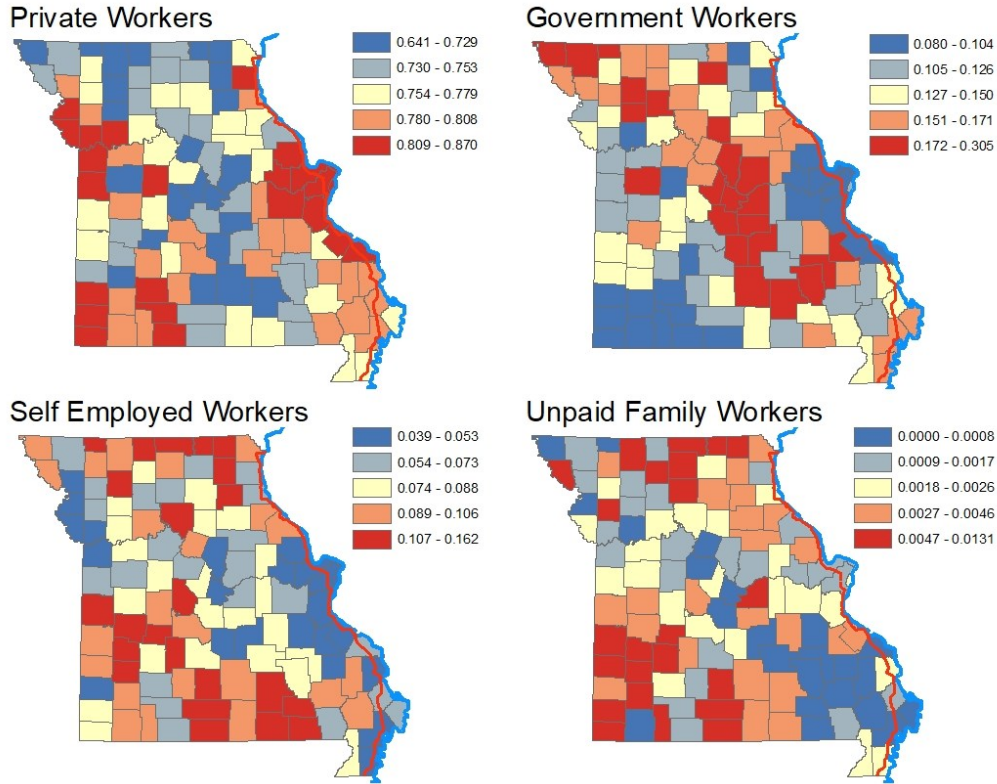 Private Workers
0.641 - 0.729
0.730 - 0.753
0.754 - 0.779
0.780 - 0.808
0.809 - 0.870
Government Workers
0.080 - 0.104
0.105 - 0.126
0.127 - 0.150
0.151 - 0.171
0.172 - 0.305
Self Employed Workers
0.039 - 0.053
0.054 - 0.073
0.074 - 0.088
0.089 - 0.106
0.107 - 0.162
Unpaid Family Workers
0.0000 - 0.0008
0.0009 - 0.0017
0.0018 - 0.0026
0.0027 - 0.0046
0.0047 - 0.0131